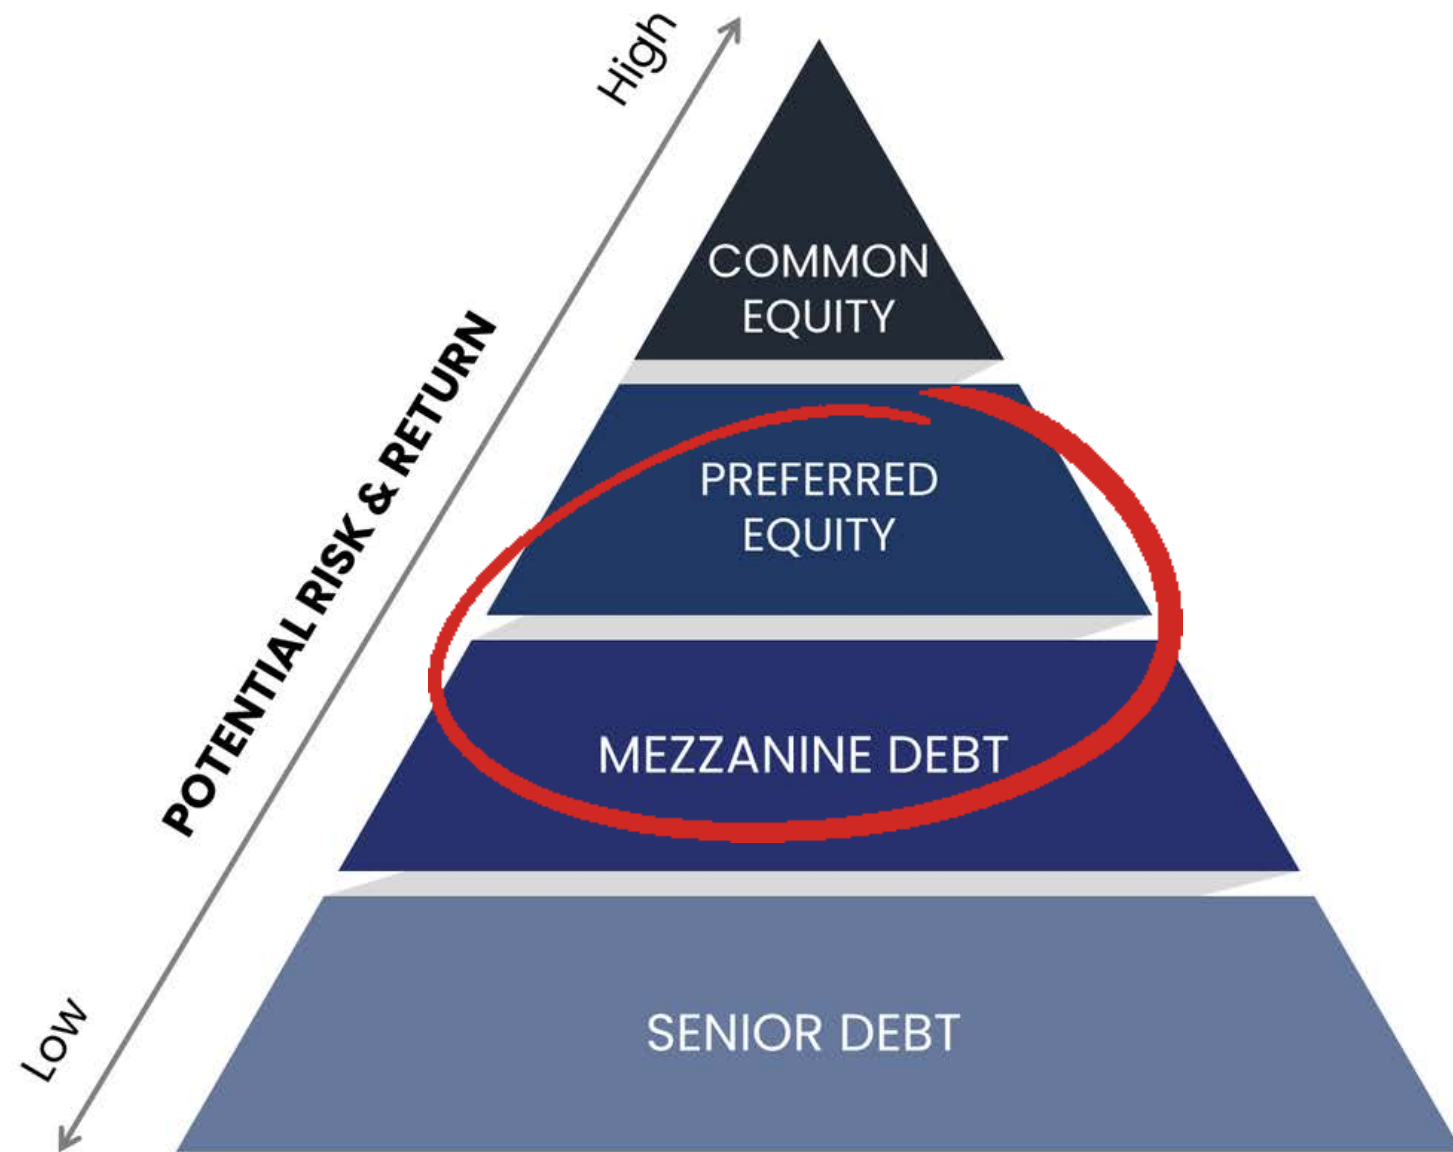 High
COMMON
EQUITY
PREFERRED
EQUITY
POTENTIAL RISK & RETURN
MEZZANINE DEBT
SENIOR DEBT
Low